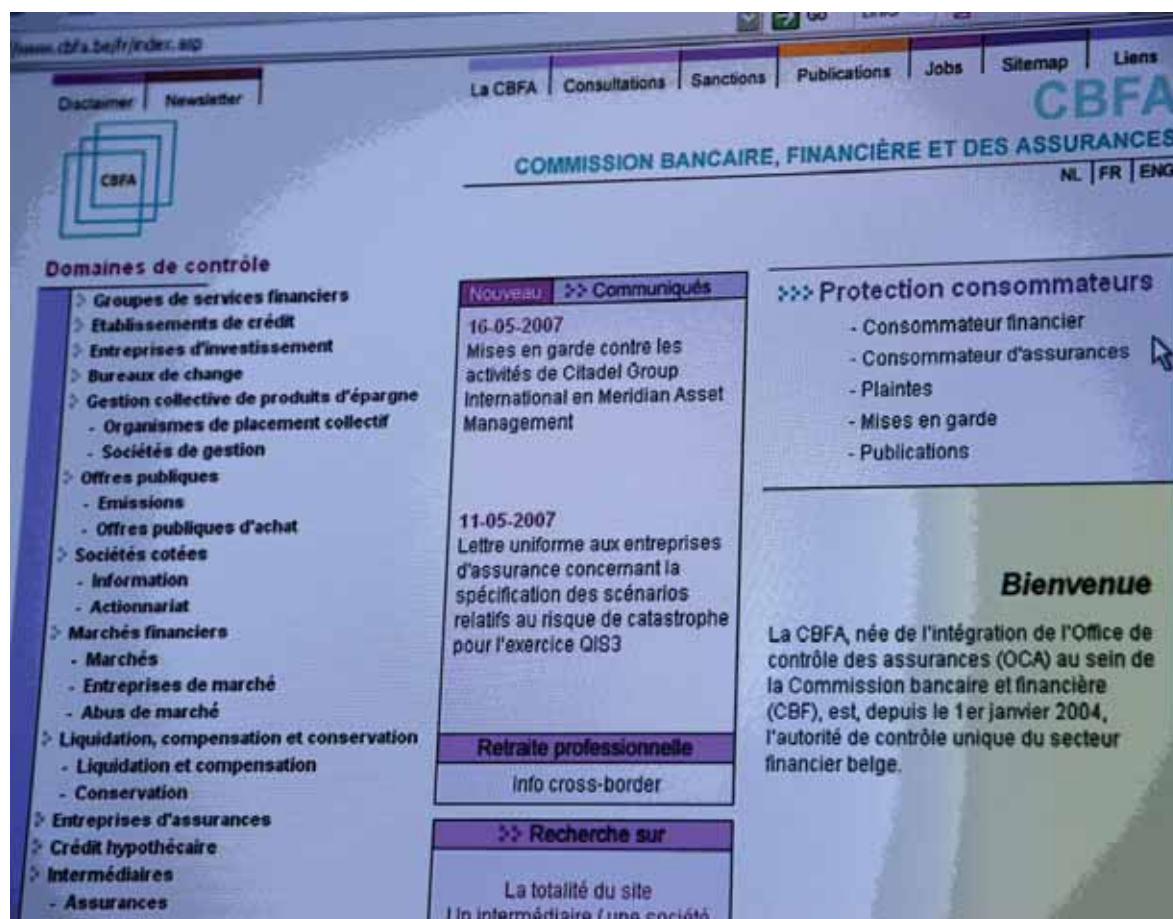 www.cbfa.be/fr/index.asp
Go
Disclaimer | Newsletter |
La CBFA | Consultations | Sanctions | Publications | Jobs | Sitemap | Liens
CBFA
COMMISSION BANCAIRE, FINANCIÈRE ET DES ASSURANCES
NL | FR | ENG
CBFA
Domaines de contrôle
Groupes de services financiers
Etablissements de crédit
Entreprises d'investissement
Bureaux de change
Gestion collective de produits d'épargne
- Organismes de placement collectif
- Sociétés de gestion
Offres publiques
- Emissions
- Offres publiques d'achat
Sociétés cotées
- Information
- Actionnariat
Marchés financiers
- Marchés
- Entreprises de marché
- Abus de marché
Liquidation, compensation et conservation
- Liquidation et compensation
- Conservation
Entreprises d'assurances
Crédit hypothécaire
Intermédiaires
- Assurances
Nouveau >> Communiqués
16-05-2007
Mises en garde contre les
activités de Citadel Group
International en Meridian Asset
Management
11-05-2007
Lettre uniforme aux entreprises
d'assurance concernant la
spécification des scénarios
relatifs au risque de catastrophe
pour l'exercice QIS3
Retraite professionnelle
Info cross-border
>> Recherche sur
La totalité du site
Un intermédiaire / une société
>>> Protection consommateurs
- Consommateur financier
- Consommateur d'assurances
- Plaintes
- Mises en garde
- Publications
Bienvenue
La CBFA, née de l'intégration de l'Office de
contrôle des assurances (OCA) au sein de
la Commission bancaire et financière
(CBF), est, depuis le 1er janvier 2004,
l'autorité de contrôle unique du secteur
financier belge.